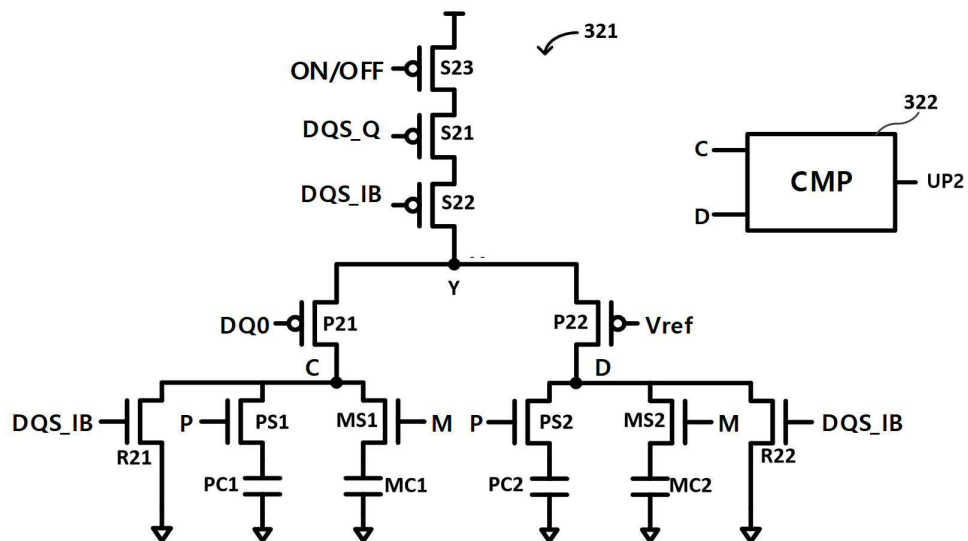 321
ON/OFF
S23
322
DQS_Q
S21
C
CMP
UP2
DQS_IB
S22
D
Y
DQ0
P21
P22
Vref
C
D
DQS_IB
P
PS1
MS1
M
P
PS2
MS2
M
DQS_IB
R21
R22
PC1
MC1
PC2
MC2